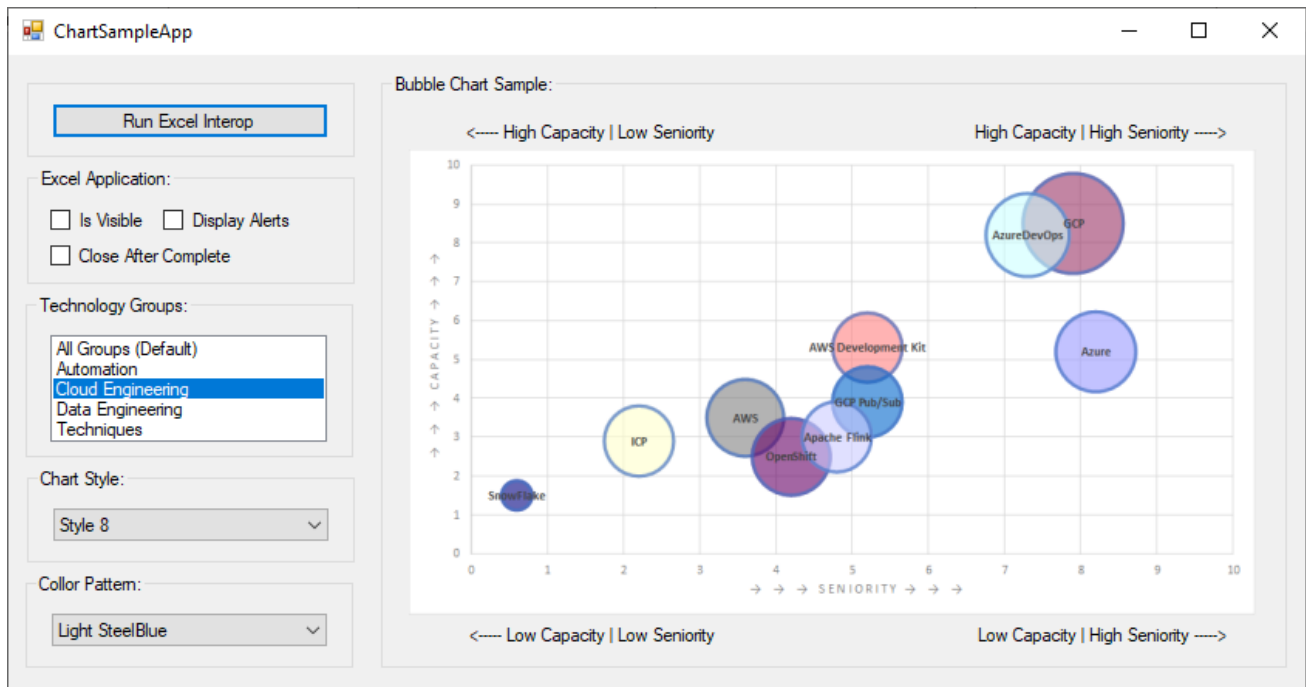 ChartSampleApp
Run Excel Interop
Excel Application:
Is Visible
Display Alerts
Close After Complete
Technology Groups:
All Groups (Default)
Automation
Cloud Engineering
Data Engineering
Techniques
Chart Style:
Style 8
Collor Pattern:
Light SteelBlue
Bubble Chart Sample:
<----- High Capacity | Low Seniority
High Capacity | High Seniority ----->
10
9
8
7
6
5
4
3
2
1
0
→ → → → → CAPACITY → → →
GCP
AzureDevOps
AWS Development Kit
Azure
GCP Pub/Sub
AWS
Apache Flink
ICP
OpenShift
SnowFlake
0 1 2 3 4 5 6 7 8 9 10
→ → → SENIORITY → → →
<----- Low Capacity | Low Seniority
Low Capacity | High Seniority ----->